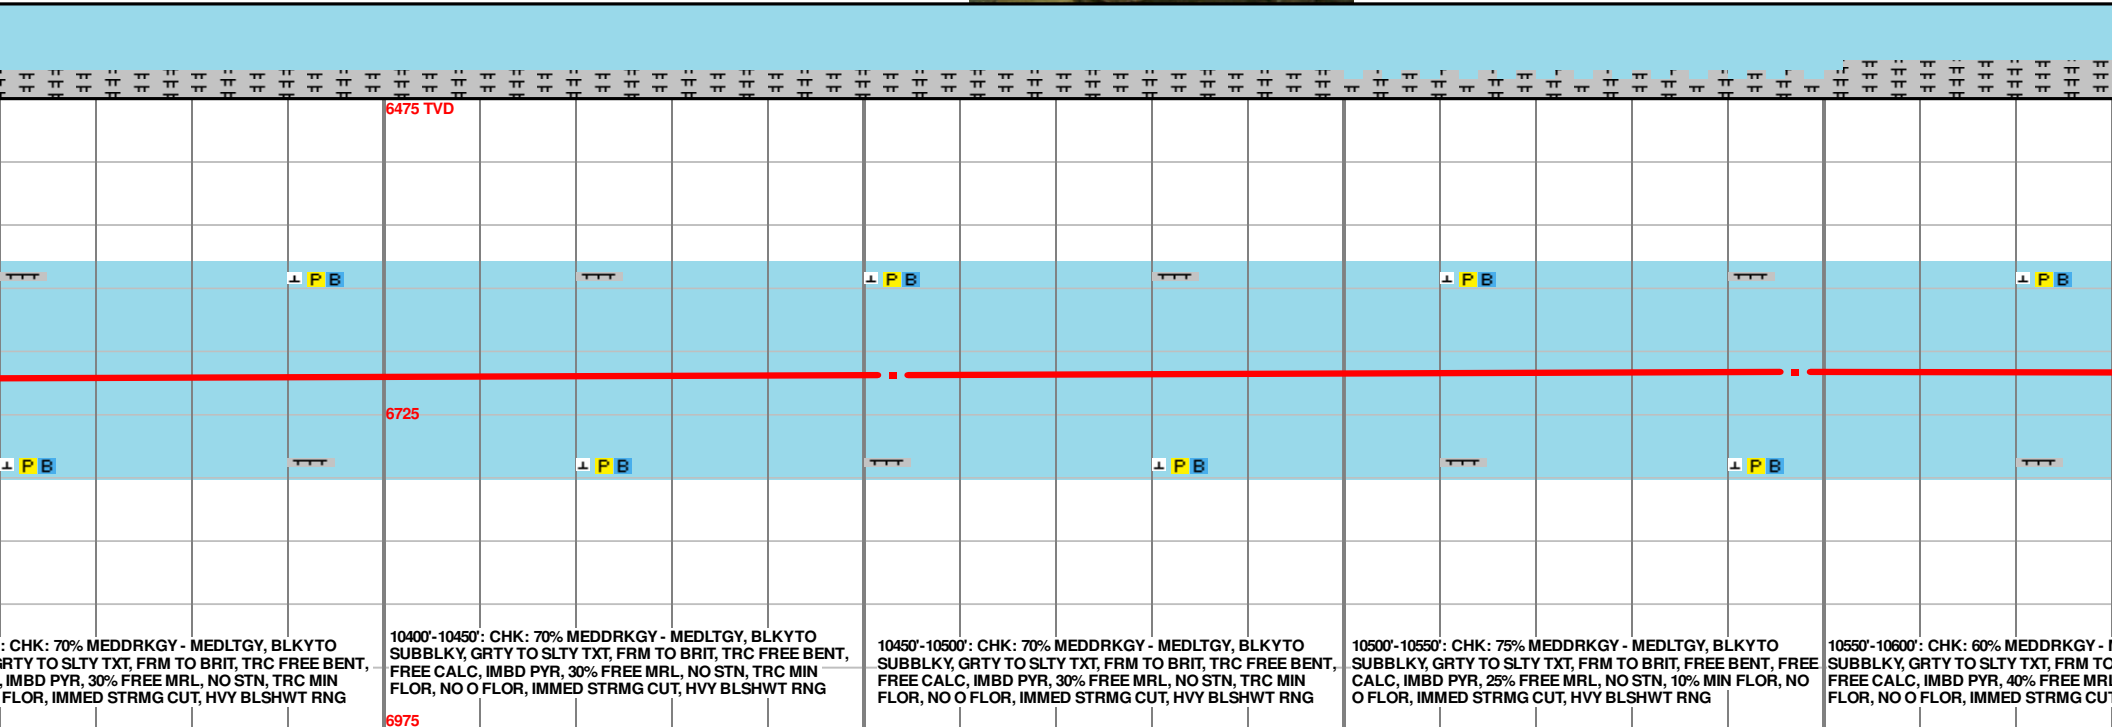 6475 TVD
P B
P B
P B
P B
6725
P B
P B
P B
P B
: CHK: 70% MEDDRKGY - MEDLTGY, BLKYTO
GRTY TO SLTY TXT, FRM TO BRIT, TRC FREE BENT,
, IMBD PYR, 30% FREE MRL, NO STN, TRC MIN
FLOR, NO O FLOR, IMMED STRMG CUT, HVY BLSHWT RNG
10400'-10450': CHK: 70% MEDDRKGY - MEDLTGY, BLKYTO
SUBBLKY, GRTY TO SLTY TXT, FRM TO BRIT, TRC FREE BENT,
FREE CALC, IMBD PYR, 30% FREE MRL, NO STN, TRC MIN
FLOR, NO O FLOR, IMMED STRMG CUT, HVY BLSHWT RNG
10450'-10500': CHK: 70% MEDDRKGY - MEDLTGY, BLKYTO
SUBBLKY, GRTY TO SLTY TXT, FRM TO BRIT, TRC FREE BENT,
FREE CALC, IMBD PYR, 30% FREE MRL, NO STN, TRC MIN
FLOR, NO O FLOR, IMMED STRMG CUT, HVY BLSHWT RNG
10500'-10550': CHK: 75% MEDDRKGY - MEDLTGY, BLKYTO
SUBBLKY, GRTY TO SLTY TXT, FRM TO BRIT, FREE BENT, FREE
CALC, IMBD PYR, 25% FREE MRL, NO STN, 10% MIN FLOR, NO
O FLOR, IMMED STRMG CUT, HVY BLSHWT RNG
10550'-10600': CHK: 60% MEDDRKGY -
SUBBLKY, GRTY TO SLTY TXT, FRM TO
FREE CALC, IMBD PYR, 40% FREE MRL
FLOR, NO O FLOR, IMMED STRMG CUT
6975